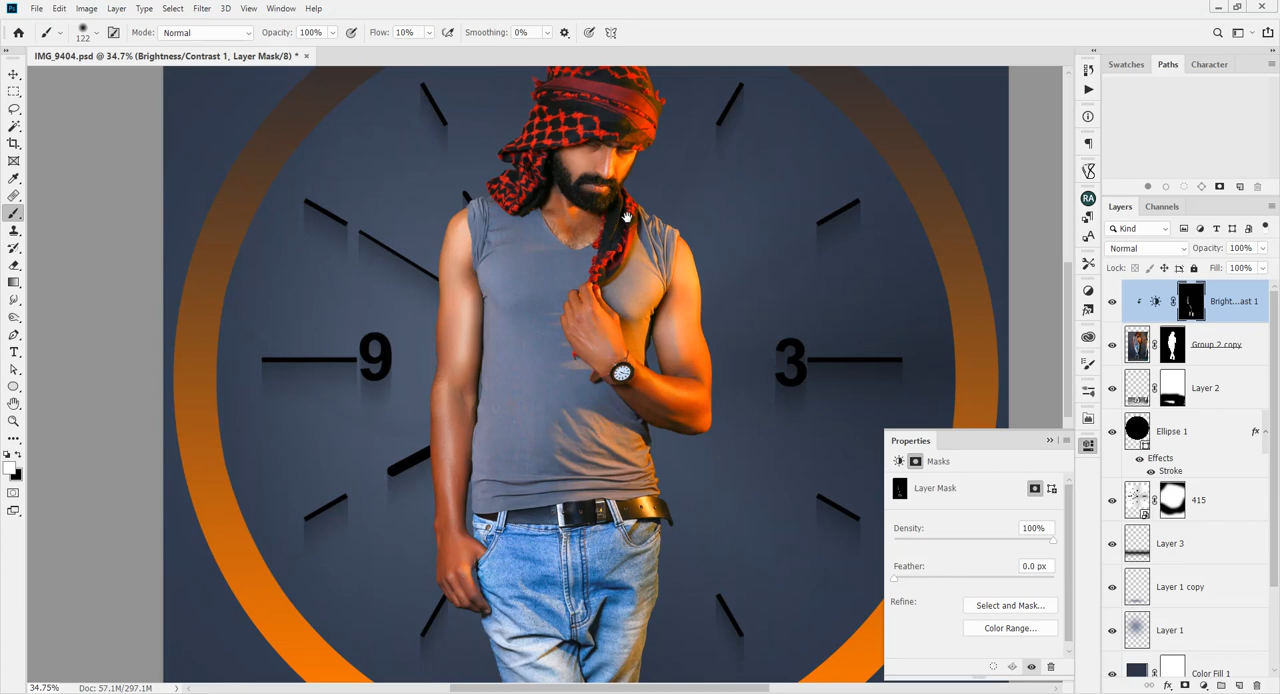 File Edit Image Layer Type Select Filter 3D View Window Help
122 Mode: Normal Opacity: 100% Flow: 10% Smoothing: 0%
IMG_9404.psd @ 34.7% (Brightness/Contrast 1, Layer Mask/8) * ×
Swatches Paths Character
Layers Channels
Kind
Normal Opacity: 100%
Lock: Fill: 100%
Bright...ast 1
Group 2 copy
Layer 2
Ellipse 1 fx
Effects
Stroke
415
Layer 3
Layer 1 copy
Layer 1
Color Fill 1
9 3
Properties
Masks
Layer Mask
Density: 100%
Feather: 0.0 px
Refine: Select and Mask...
Color Range...
34.75% Doc: 57.1M/297.1M